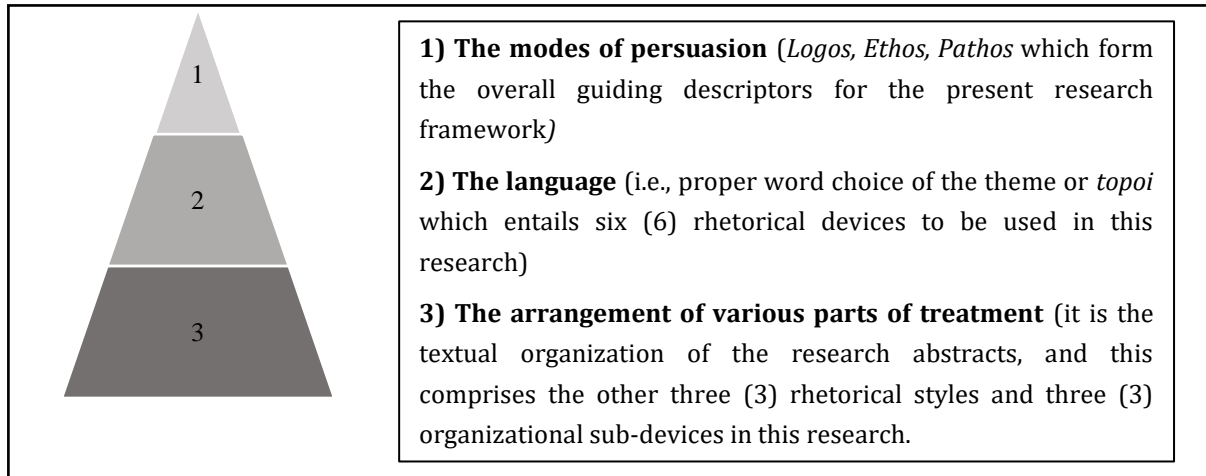 1
2
3
1) The modes of persuasion (Logos, Ethos, Pathos which form
the overall guiding descriptors for the present research
framework)
2) The language (i.e., proper word choice of the theme or topoi
which entails six (6) rhetorical devices to be used in this
research)
3) The arrangement of various parts of treatment (it is the
textual organization of the research abstracts, and this
comprises the other three (3) rhetorical styles and three (3)
organizational sub-devices in this research.